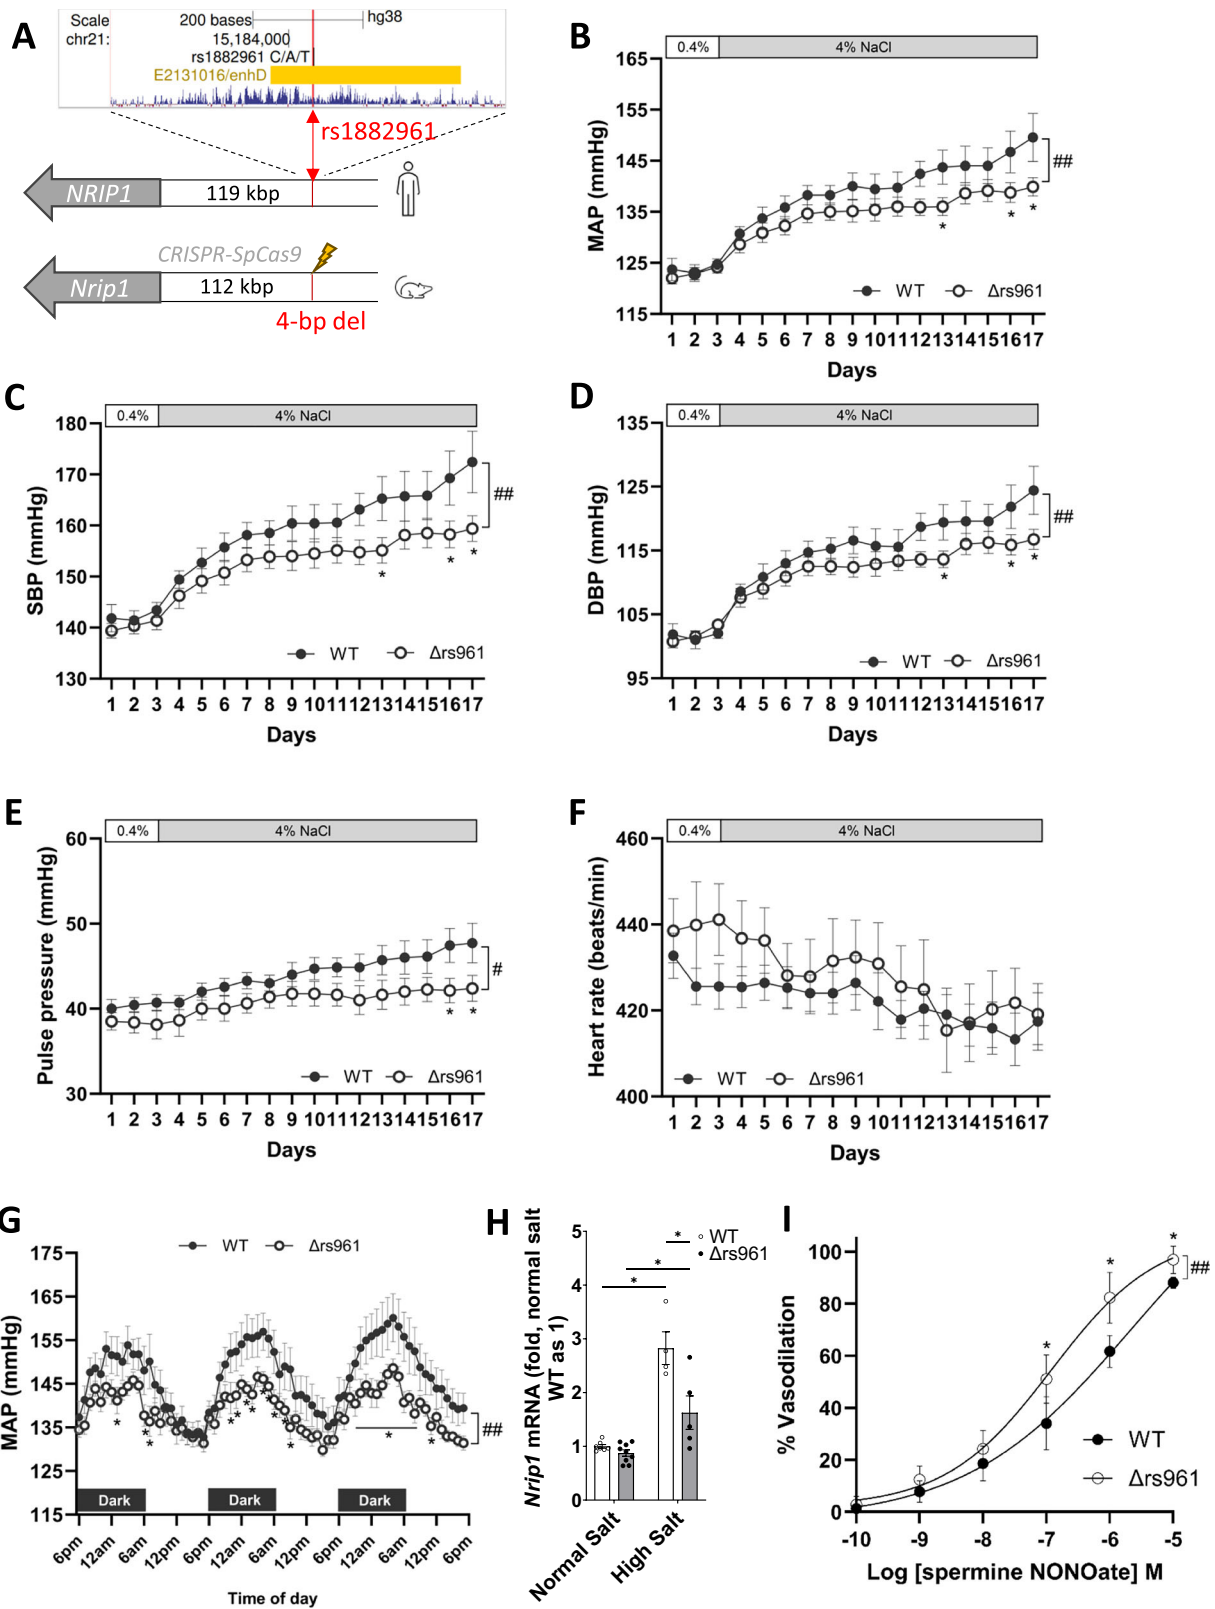 A
Scale 200 bases hg38
chr21: 15,184,000
rs1882961 C/A/T
E2131016/enhD
rs1882961
NRIP1 119 kbp
CRISPR-SpCas9
Nrip1 112 kbp
4-bp del
B
0.4% 4% NaCl
165
155
145
135
125
115
MAP (mmHg)
##
* * *
WT Δrs961
1 2 3 4 5 6 7 8 9 10 11 12 13 14 15 16 17
Days
C
0.4% 4% NaCl
180
170
160
150
140
130
SBP (mmHg)
##
* * *
WT Δrs961
1 2 3 4 5 6 7 8 9 10 11 12 13 14 15 16 17
Days
D
0.4% 4% NaCl
135
125
115
105
95
DBP (mmHg)
##
* * *
WT Δrs961
1 2 3 4 5 6 7 8 9 10 11 12 13 14 15 16 17
Days
E
0.4% 4% NaCl
60
50
40
30
Pulse pressure (mmHg)
#
* *
WT Δrs961
1 2 3 4 5 6 7 8 9 10 11 12 13 14 15 16 17
Days
F
0.4% 4% NaCl
460
440
420
400
Heart rate (beats/min)
WT Δrs961
1 2 3 4 5 6 7 8 9 10 11 12 13 14 15 16 17
Days
G
WT Δrs961
175
165
155
145
135
125
115
MAP (mmHg)
* * * * * * * * * * * * * *
##
Dark Dark Dark
6pm 12am 6am 12pm 6pm 12am 6am 12pm 6pm 12am 6am 12pm 6pm
Time of day
H
Nrip1 mRNA (fold, normal salt
WT as 1)
5
4
3
2
1
0
* * *
WT
Δrs961
Normal Salt High Salt
I
% Vasodilation
100
80
60
40
20
0
* * *
##
WT
Δrs961
-10 -9 -8 -7 -6 -5
Log [spermine NONOate] M